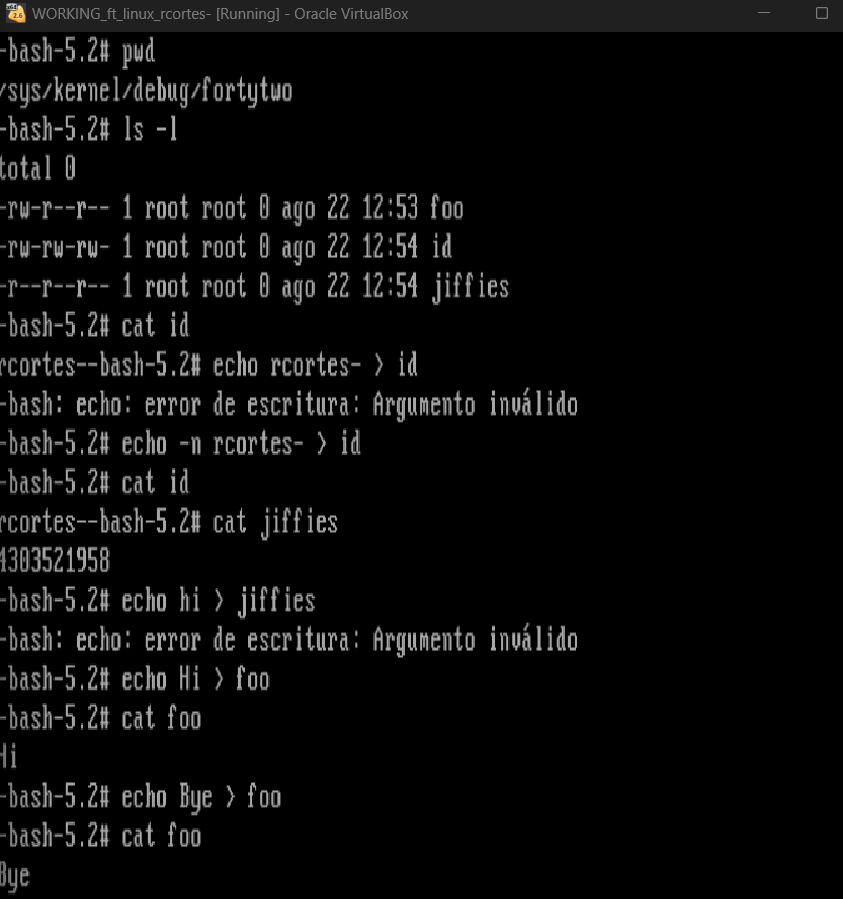 WORKING_ft_linux_rcortes- [Running] - Oracle VirtualBox
-bash-5.2# pwd
/sys/kernel/debug/fortytwo
-bash-5.2# ls -l
total 0
-rw-r--r-- 1 root root 0 ago 22 12:53 foo
-rw-rw-rw- 1 root root 0 ago 22 12:54 id
-r--r--r-- 1 root root 0 ago 22 12:54 jiffies
-bash-5.2# cat id
rcortes--bash-5.2# echo rcortes- > id
-bash: echo: error de escritura: Argumento inválido
-bash-5.2# echo -n rcortes- > id
-bash-5.2# cat id
rcortes--bash-5.2# cat jiffies
4303521958
-bash-5.2# echo hi > jiffies
-bash: echo: error de escritura: Argumento inválido
-bash-5.2# echo Hi > foo
-bash-5.2# cat foo
Hi
-bash-5.2# echo Bye > foo
-bash-5.2# cat foo
Bye